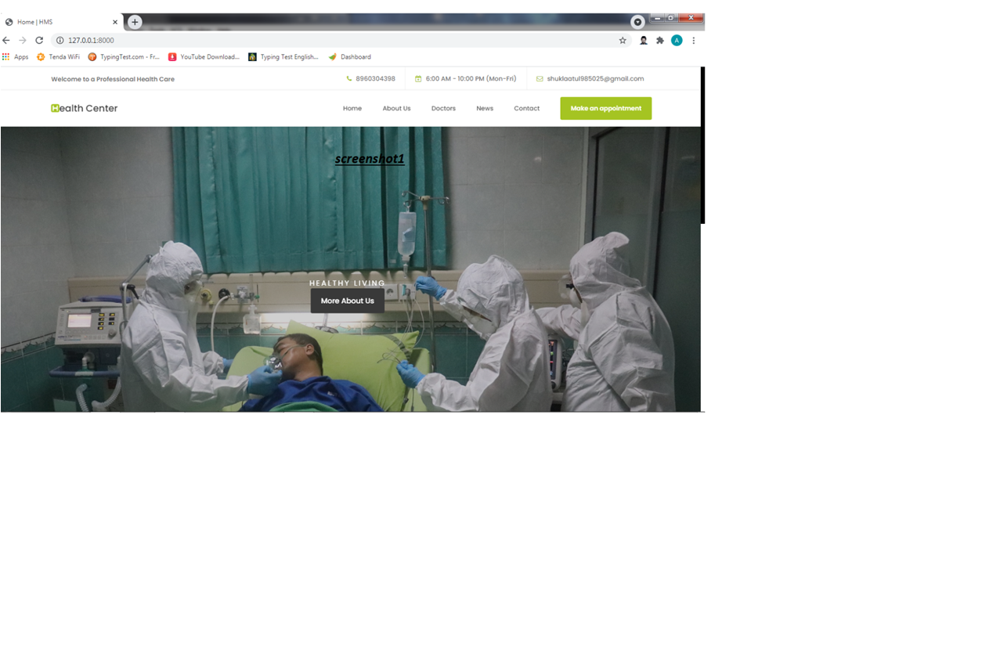 Home | HMS
127.0.0.1:8000
Apps Tenda WiFi TypingTest.com - Fr... YouTube Download... Typing Test English... Dashboard
Welcome to a Professional Health Care 8960304398 6:00 AM - 10:00 PM (Mon-Fri) shuklaatul985025@gmail.com
Health Center Home About Us Doctors News Contact Make an appointment
screenshot1
HEALTHY LIVING
More About Us